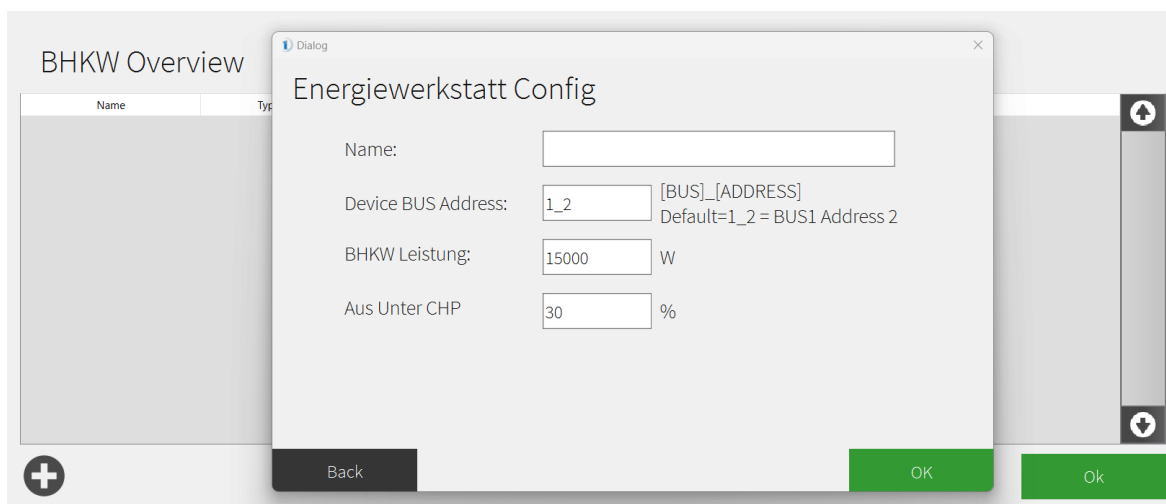 Dialog
BHKW Overview
Energiewerkstatt Config
Name
Name:
Device BUS Address:
1_2
[BUS]_[ADDRESS]
Default=1_2 = BUS1 Address 2
BHKW Leistung:
15000
W
Aus Unter CHP
30
%
Back
OK
Ok